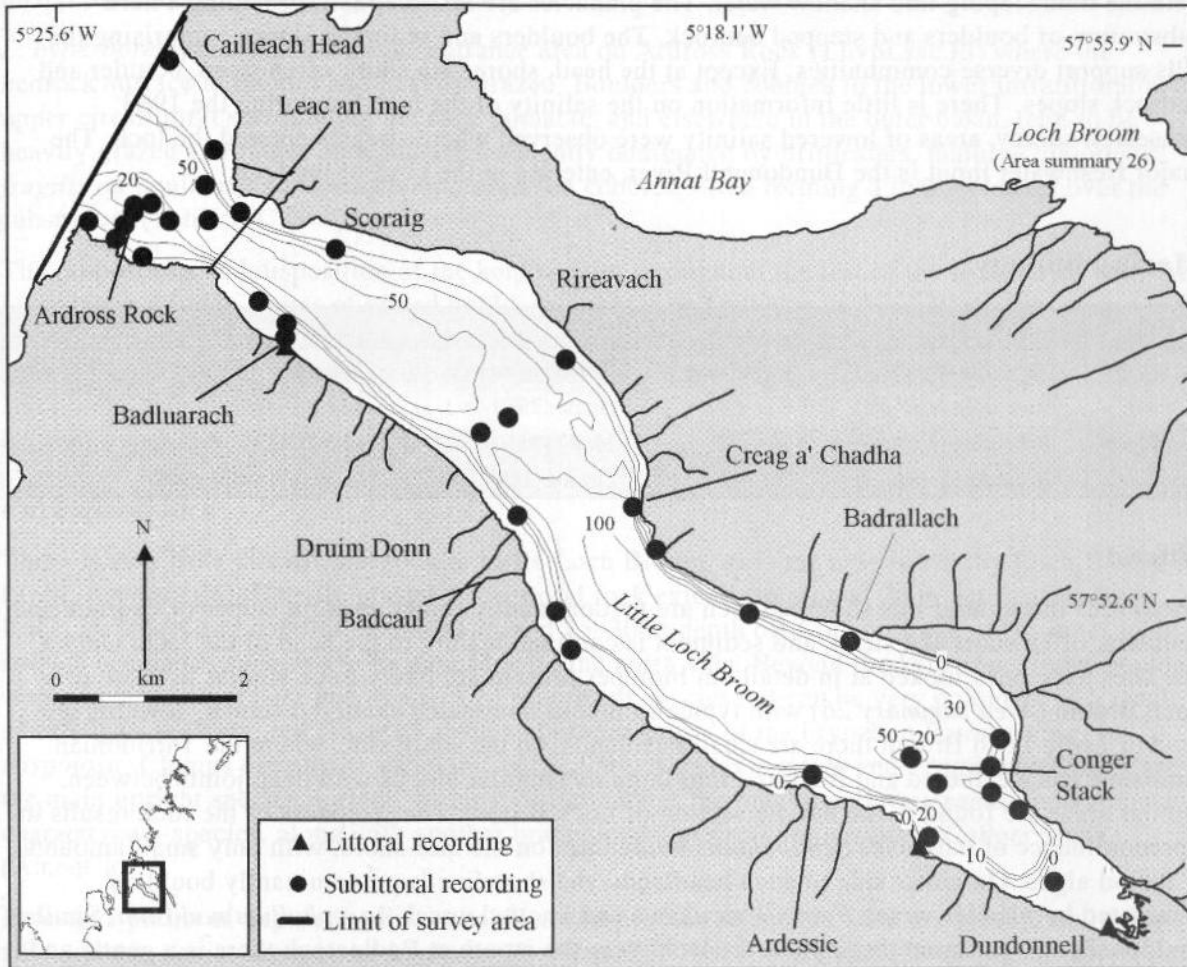 5°25.6' W
5°18.1' W
57°55.9' N
Cailleach Head
Leac an Ime
50
20
Loch Broom
(Area summary 26)
Annat Bay
Scoraig
Rireavach
50
Ardross Rock
Badluarach
Creag a' Chadha
100
Badrallach
Druim Donn
N
57°52.6' N
Badcaul
Little Loch Broom
0
0 km 2
30
50
20
Conger
Stack
0
20
0
10
0
Littoral recording
Sublittoral recording
Limit of survey area
Ardessie
Dundonnell